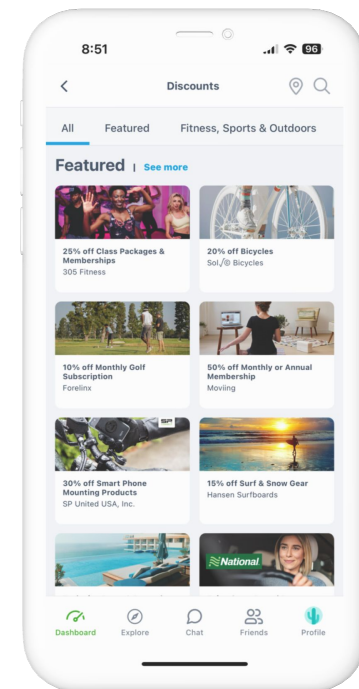 8:51
96
Discounts
All Featured Fitness, Sports & Outdoors
Featured | See more
25% off Class Packages &
Memberships
305 Fitness
20% off Bicycles
Sol./@ Bicycles
10% off Monthly Golf
Subscription
Forelinx
50% off Monthly or Annual
Membership
Moviing
SP
30% off Smart Phone
Mounting Products
SP United USA, Inc.
15% off Surf & Snow Gear
Hansen Surfboards
National
Dashboard Explore Chat Friends Profile